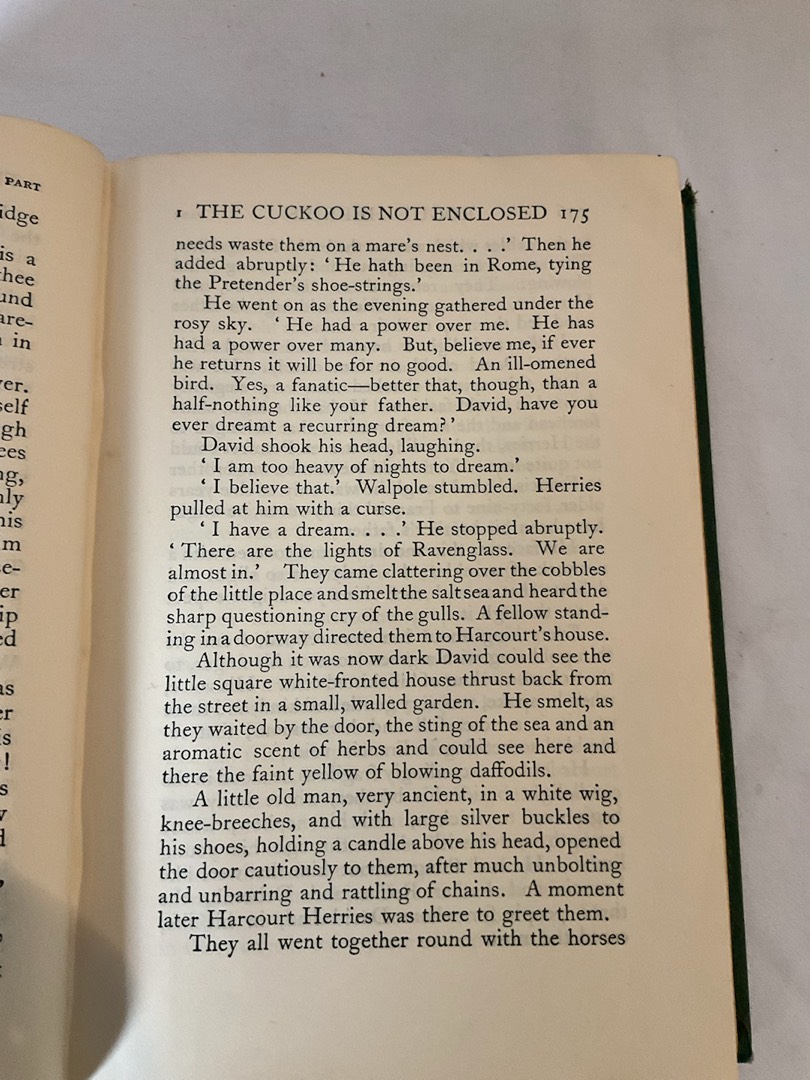 PART
idge
is a
thee
und
are-
in
er.
self
gh
ees
ng,
nly
his
m
e-
er
ip
ed
as
er
is
!
s
v
d
,
I THE CUCKOO IS NOT ENCLOSED 175
needs waste them on a mare's nest. . . .' Then he
added abruptly: 'He hath been in Rome, tying
the Pretender's shoe-strings.'
He went on as the evening gathered under the
rosy sky. 'He had a power over me. He has
had a power over many. But, believe me, if ever
he returns it will be for no good. An ill-omened
bird. Yes, a fanatic—better that, though, than a
half-nothing like your father. David, have you
ever dreamt a recurring dream?'
David shook his head, laughing.
'I am too heavy of nights to dream.'
'I believe that.' Walpole stumbled. Herries
pulled at him with a curse.
'I have a dream. . . .' He stopped abruptly.
'There are the lights of Ravenglass. We are
almost in.' They came clattering over the cobbles
of the little place and smelt the salt sea and heard the
sharp questioning cry of the gulls. A fellow stand-
ing in a doorway directed them to Harcourt's house.
Although it was now dark David could see the
little square white-fronted house thrust back from
the street in a small, walled garden. He smelt, as
they waited by the door, the sting of the sea and an
aromatic scent of herbs and could see here and
there the faint yellow of blowing daffodils.
A little old man, very ancient, in a white wig,
knee-breeches, and with large silver buckles to
his shoes, holding a candle above his head, opened
the door cautiously to them, after much unbolting
and unbarring and rattling of chains. A moment
later Harcourt Herries was there to greet them.
They all went together round with the horses